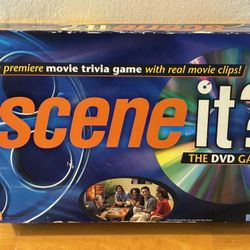 premiere movie trivia game with real movie clips!
scene it?
THE DVD GA